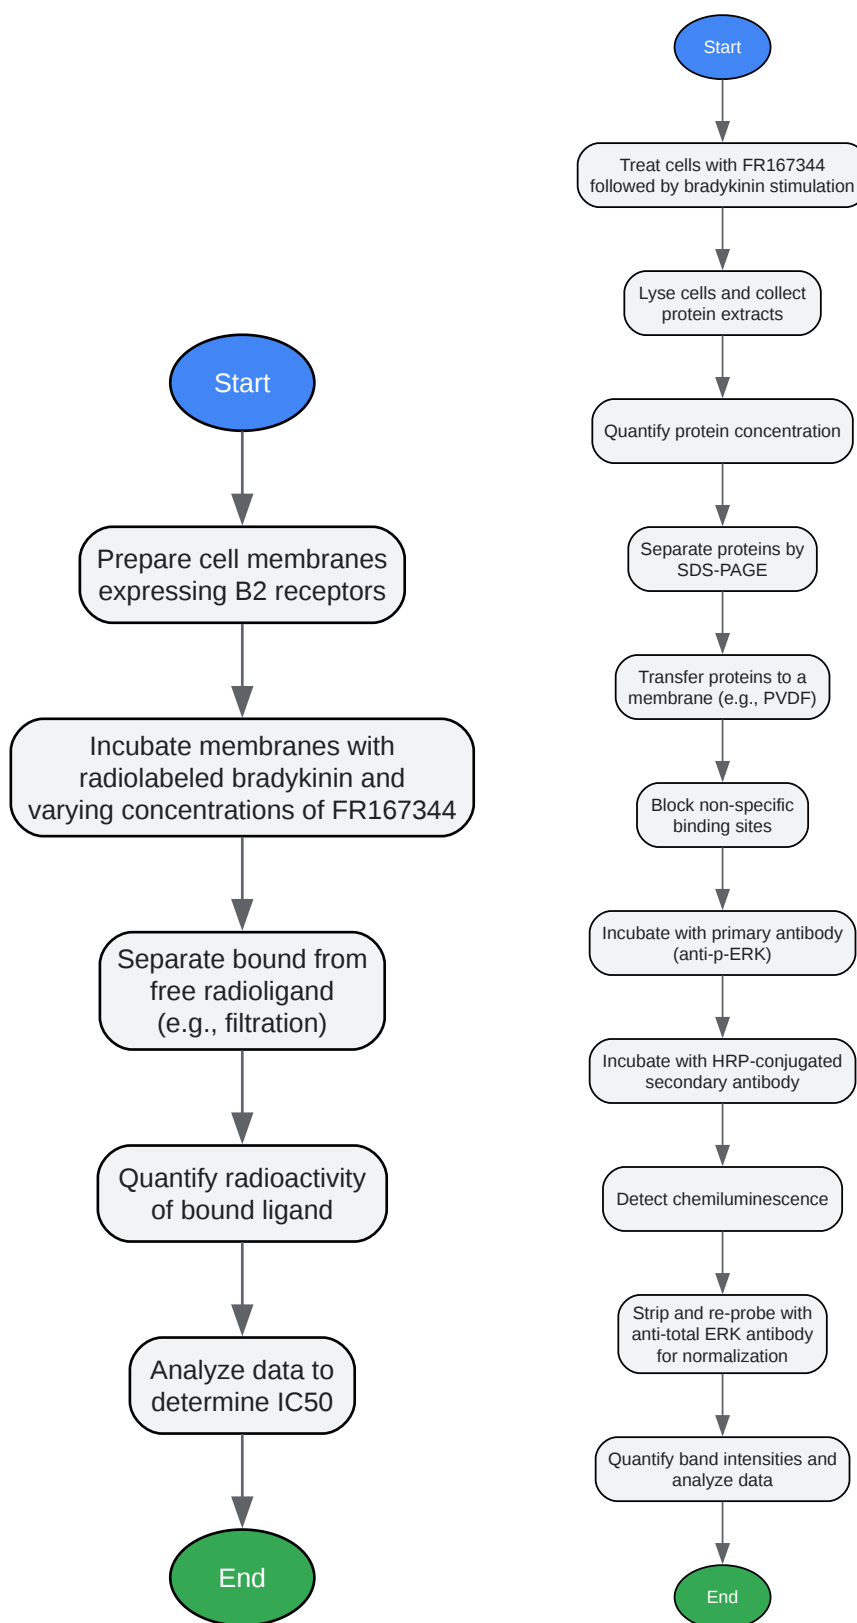 Start
Prepare cell membranes
expressing B2 receptors
Incubate membranes with
radiolabeled bradykinin and
varying concentrations of FR167344
Separate bound from
free radioligand
(e.g., filtration)
Quantify radioactivity
of bound ligand
Analyze data to
determine IC50
End
Start
Treat cells with FR167344
followed by bradykinin stimulation
Lyse cells and collect
protein extracts
Quantify protein concentration
Separate proteins by
SDS-PAGE
Transfer proteins to a
membrane (e.g., PVDF)
Block non-specific
binding sites
Incubate with primary antibody
(anti-p-ERK)
Incubate with HRP-conjugated
secondary antibody
Detect chemiluminescence
Strip and re-probe with
anti-total ERK antibody
for normalization
Quantify band intensities and
analyze data
End